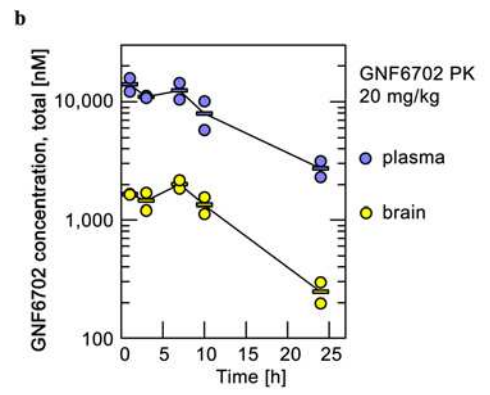 b
GNF6702 concentration, total [nM]
10,000
1,000
100
0 5 10 15 20 25
Time [h]
GNF6702 PK
20 mg/kg
plasma
brain